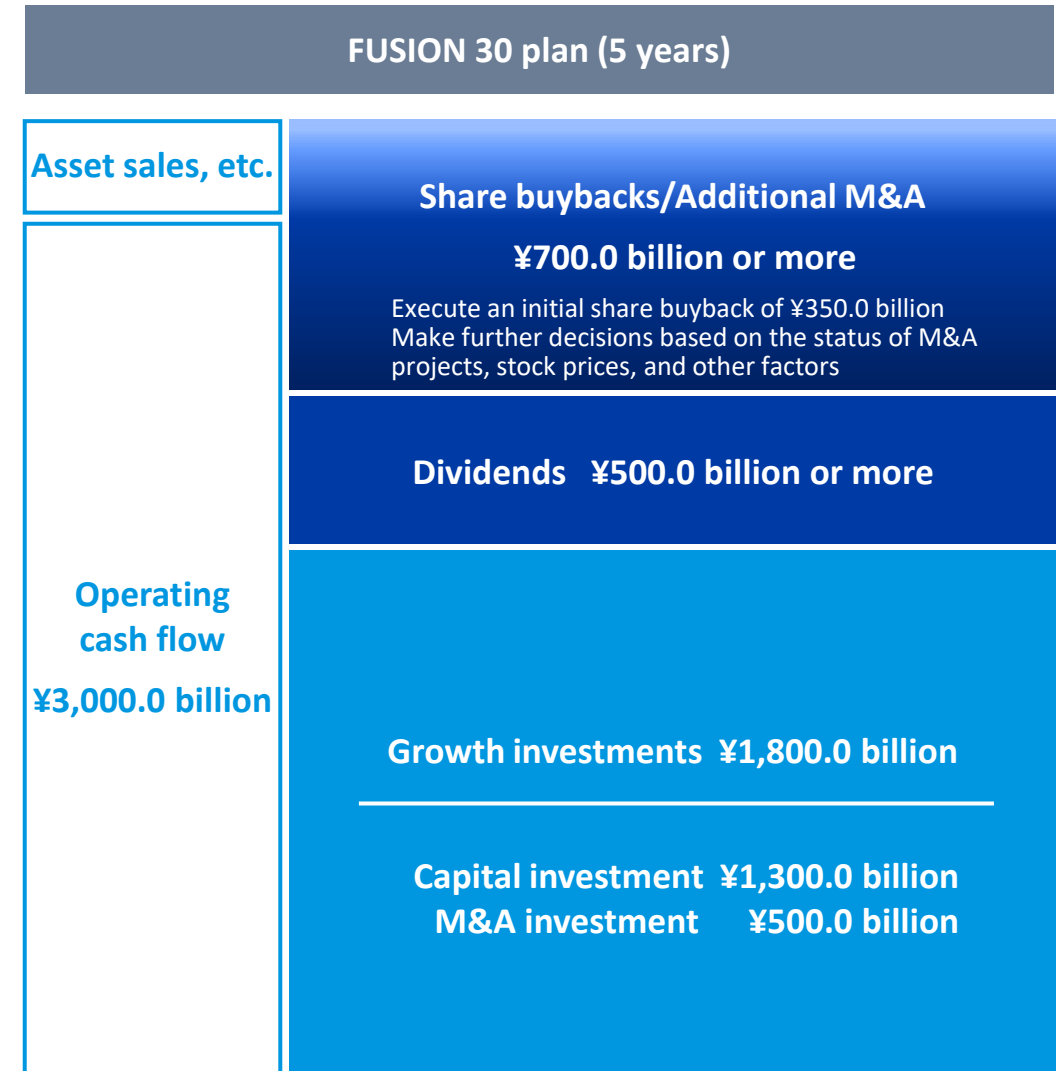 FUSION 30 plan (5 years)
Asset sales, etc.
Operating
cash flow
¥3,000.0 billion
Share buybacks/Additional M&A
¥700.0 billion or more
Execute an initial share buyback of ¥350.0 billion
Make further decisions based on the status of M&A
projects, stock prices, and other factors
Dividends ¥500.0 billion or more
Growth investments ¥1,800.0 billion
Capital investment ¥1,300.0 billion
M&A investment ¥500.0 billion